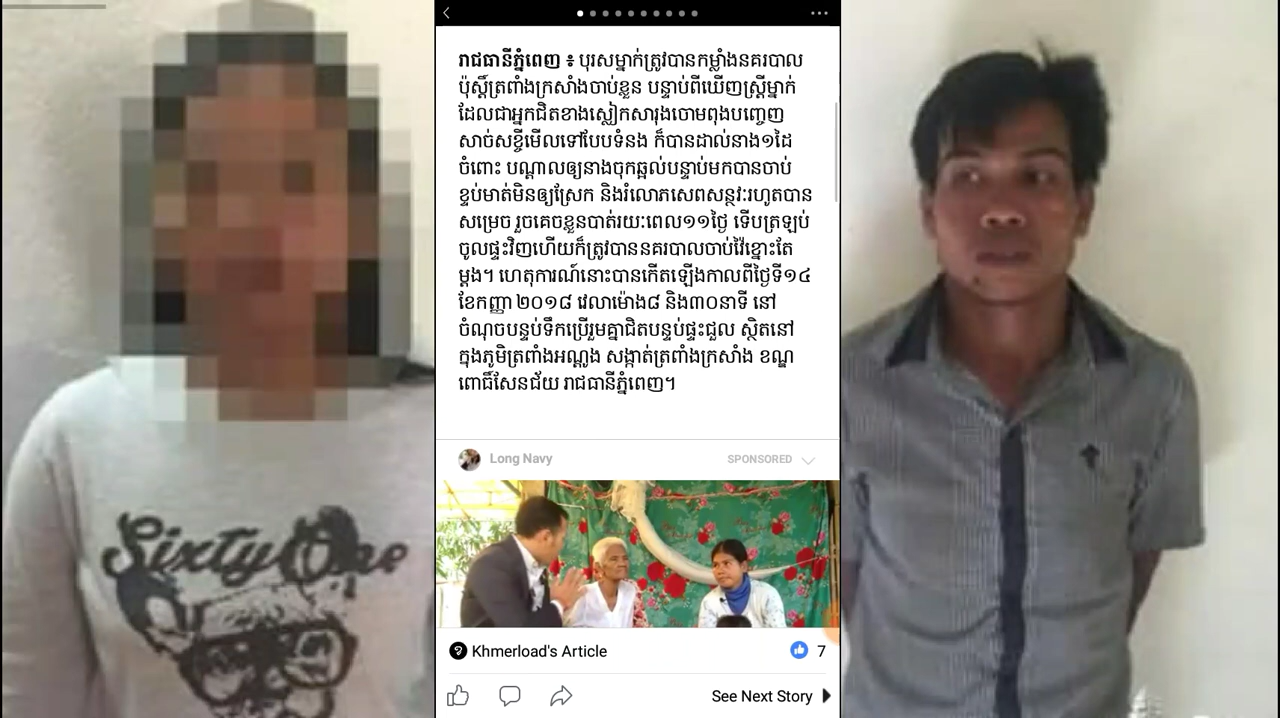 រាជធានីភ្នំពេញ ៖ បុរសម្នាក់ត្រូវបានកម្លាំងនគរបាល
ប៉ុស្តិ៍ត្រពាំងក្រសាំងចាប់ខ្លួន បន្ទាប់ពីឃើញស្ត្រីម្នាក់
ដែលជាអ្នកជិតខាងស្លៀកសារុងចោមពុងបញ្ចេញ
សាច់សខ្ចីមើលទៅបែបទំនង ក៏បានដាល់នាង១ដៃ
ចំពោះ បណ្តាលឲ្យនាងចុកឆ្អល់បន្ទាប់មកបានចាប់
ខ្ទប់មាត់មិនឲ្យស្រែក និងរំលោភសេពសន្ថវៈរហូតបាន
សម្រេច រួចគេចខ្លួនបាត់រយៈពេល១១ថ្ងៃ ទើបត្រឡប់
ចូលផ្ទះវិញហើយក៏ត្រូវបាននគរបាលចាប់វ៉ៃខ្នោះតែ
ម្តង។ ហេតុការណ៍នោះបានកើតឡើងកាលពីថ្ងៃទី១៤
ខែកញ្ញា ២០១៨ វេលាម៉ោង៨ និង៣០នាទី នៅ
ចំណុចបន្ទប់ទឹកប្រើរួមគ្នាជិតបន្ទប់ផ្ទះជួល ស្ថិតនៅ
ក្នុងភូមិត្រពាំងអណ្តូង សង្កាត់ត្រពាំងក្រសាំង ខណ្ឌ
ពោធិ៍សែនជ័យ រាជធានីភ្នំពេញ។
Long Navy SPONSORED
Khmerload's Article 7
See Next Story
Sixty One